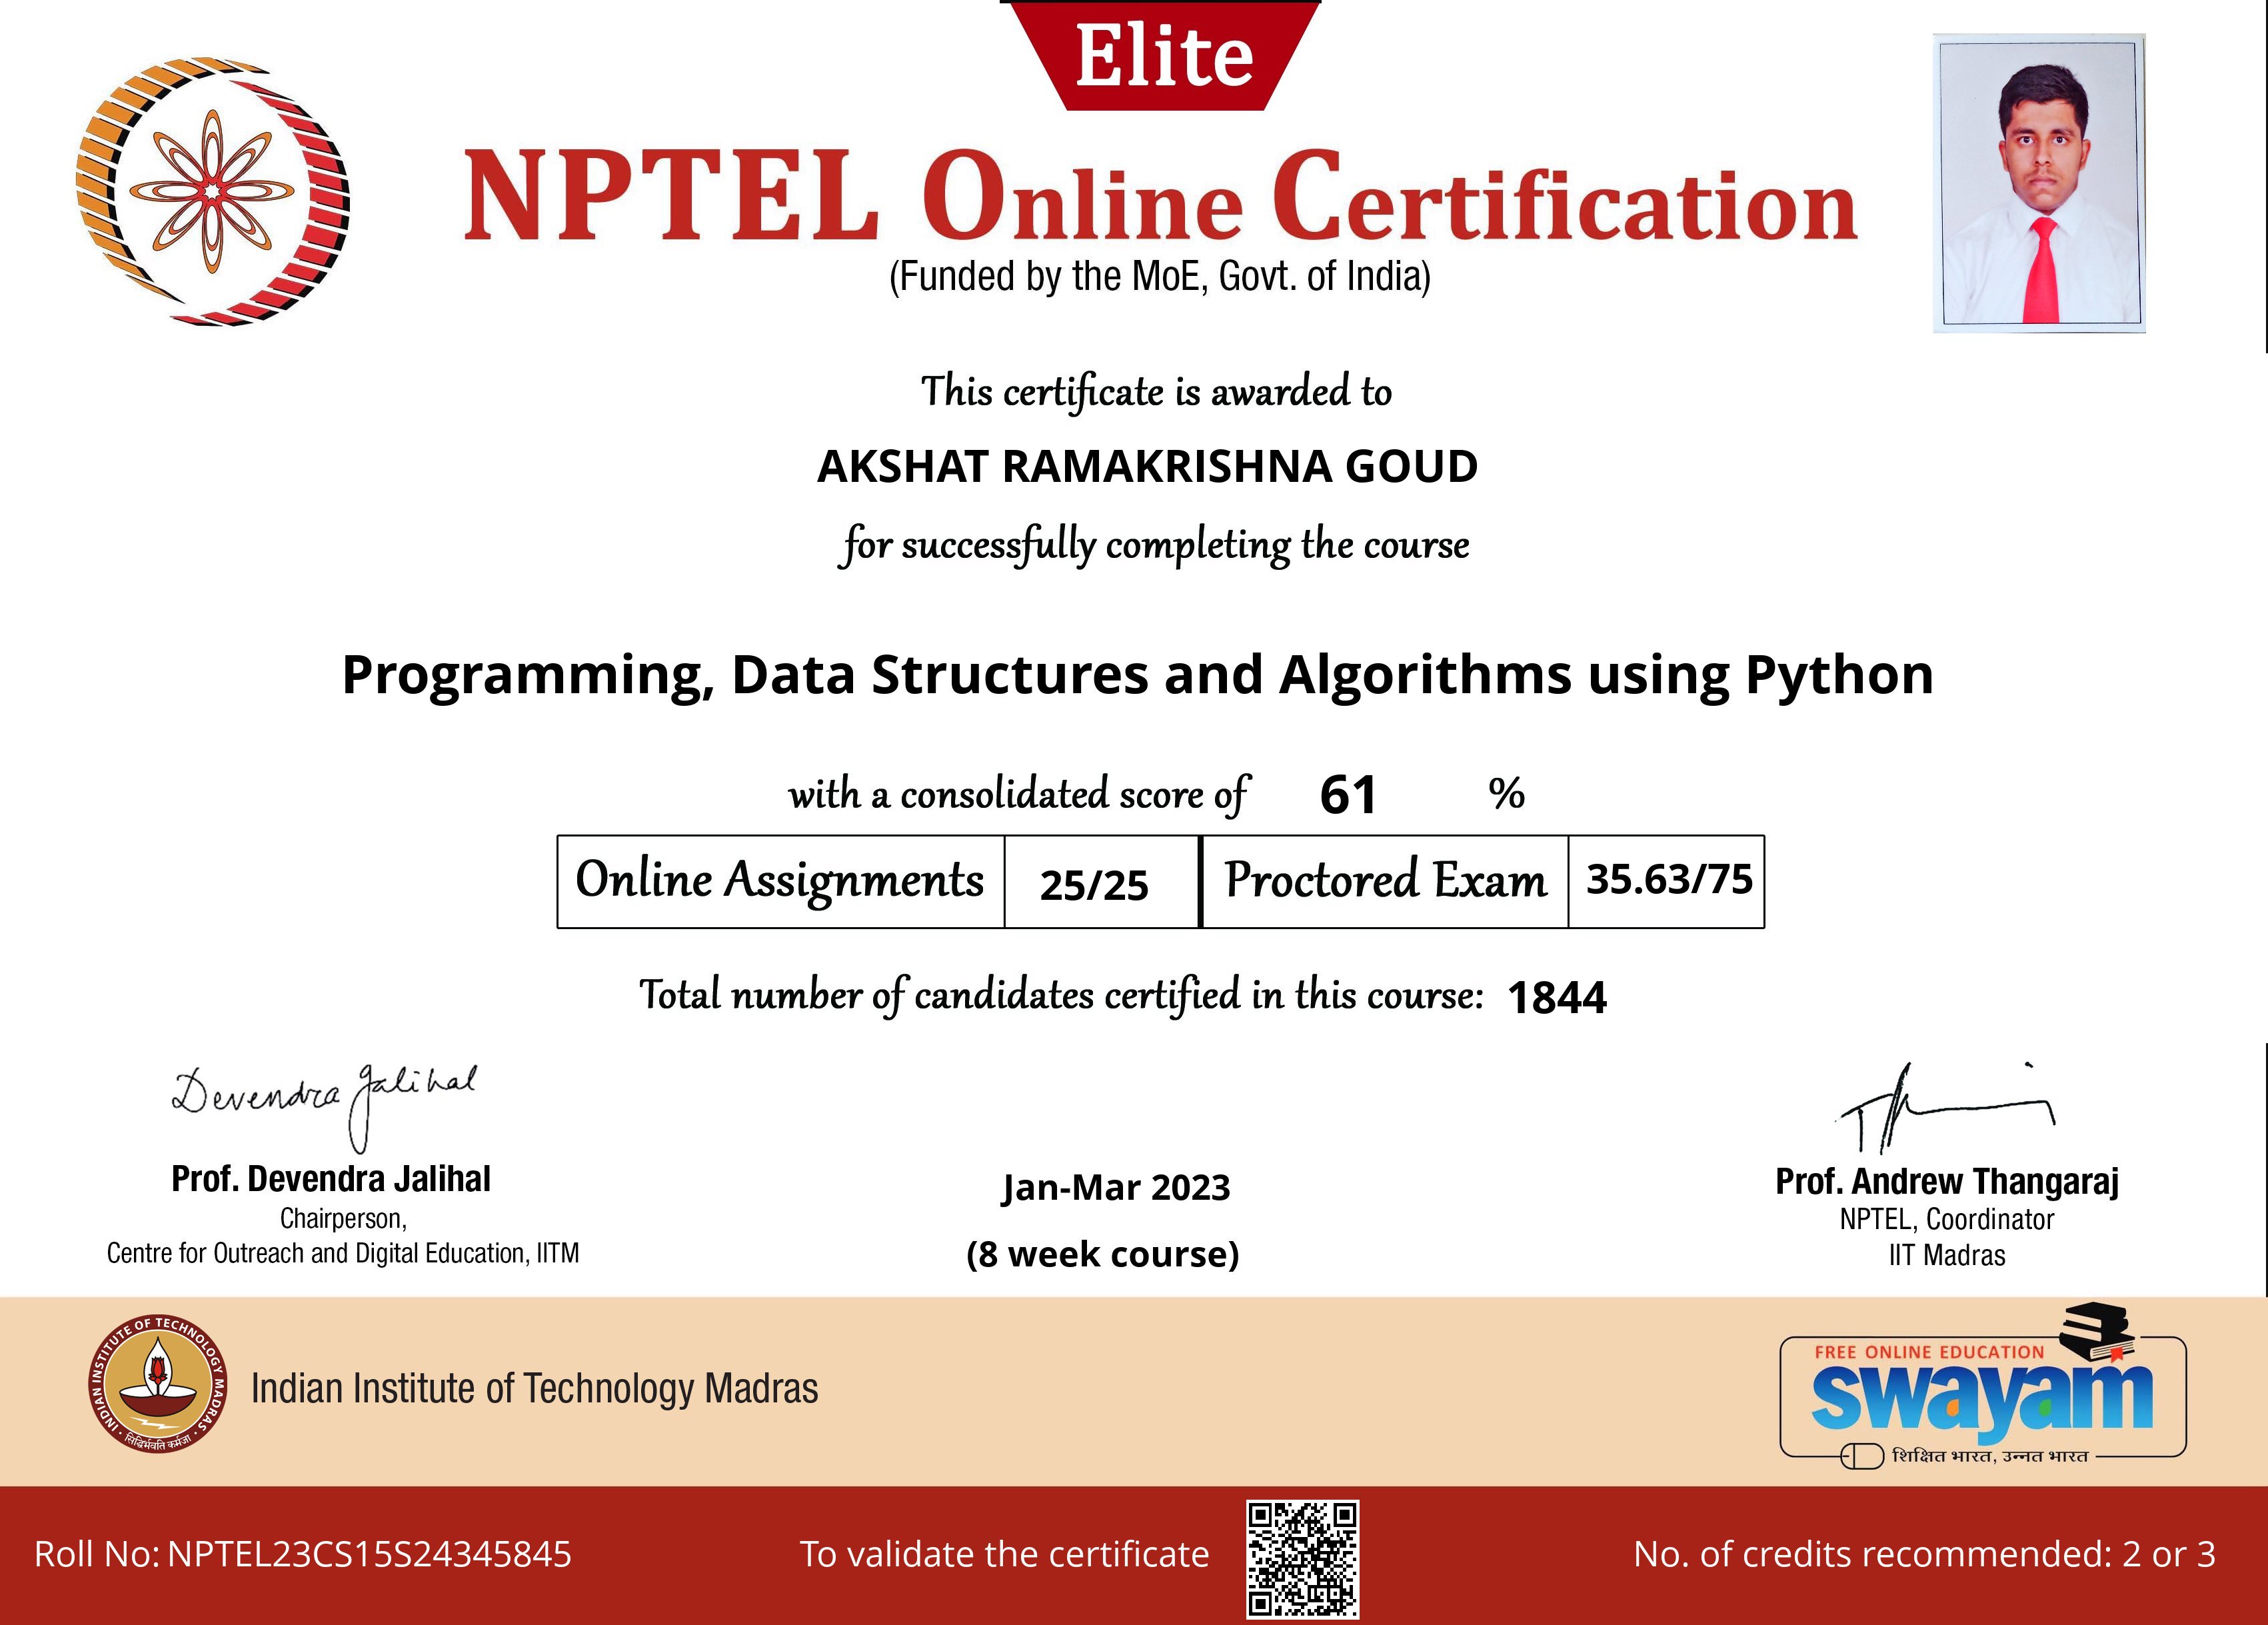 Elite
NPTEL Online Certification
(Funded by the MoE, Govt. of India)
This certificate is awarded to
AKSHAT RAMAKRISHNA GOUD
for successfully completing the course
Programming, Data Structures and Algorithms using Python
with a consolidated score of 61 %
Online Assignments 25/25 Proctored Exam 35.63/75
Total number of candidates certified in this course: 1844
Devendra Jalihal
Prof. Devendra Jalihal
Chairperson,
Centre for Outreach and Digital Education, IITM
Jan-Mar 2023
(8 week course)
Prof. Andrew Thangaraj
NPTEL, Coordinator
IIT Madras
INDIAN INSTITUTE OF TECHNOLOGY MADRAS
सिद्धिर्भवति कर्मजा
Indian Institute of Technology Madras
FREE ONLINE EDUCATION
swayam
शिक्षित भारत, उन्नत भारत
Roll No: NPTEL23CS15S24345845
To validate the certificate
No. of credits recommended: 2 or 3